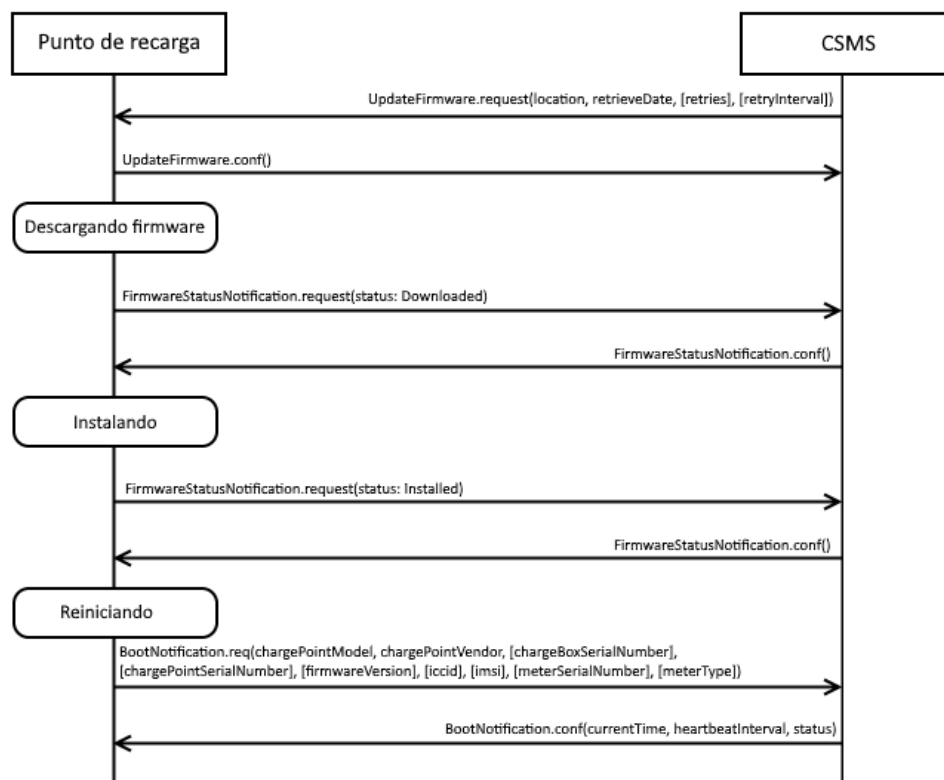 Punto de recarga
CSMS
UpdateFirmware.request(location, retrieveDate, [retries], [retryInterval])
UpdateFirmware.conf()
Descargando firmware
FirmwareStatusNotification.request(status: Downloaded)
FirmwareStatusNotification.conf()
Instalando
FirmwareStatusNotification.request(status: Installed)
FirmwareStatusNotification.conf()
Reiniciando
BootNotification.req(chargePointModel, chargePointVendor, [chargeBoxSerialNumber],
[chargePointSerialNumber], [firmwareVersion], [iccid], [imsi], [meterSerialNumber], [meterType])
BootNotification.conf(currentTime, heartbeatInterval, status)